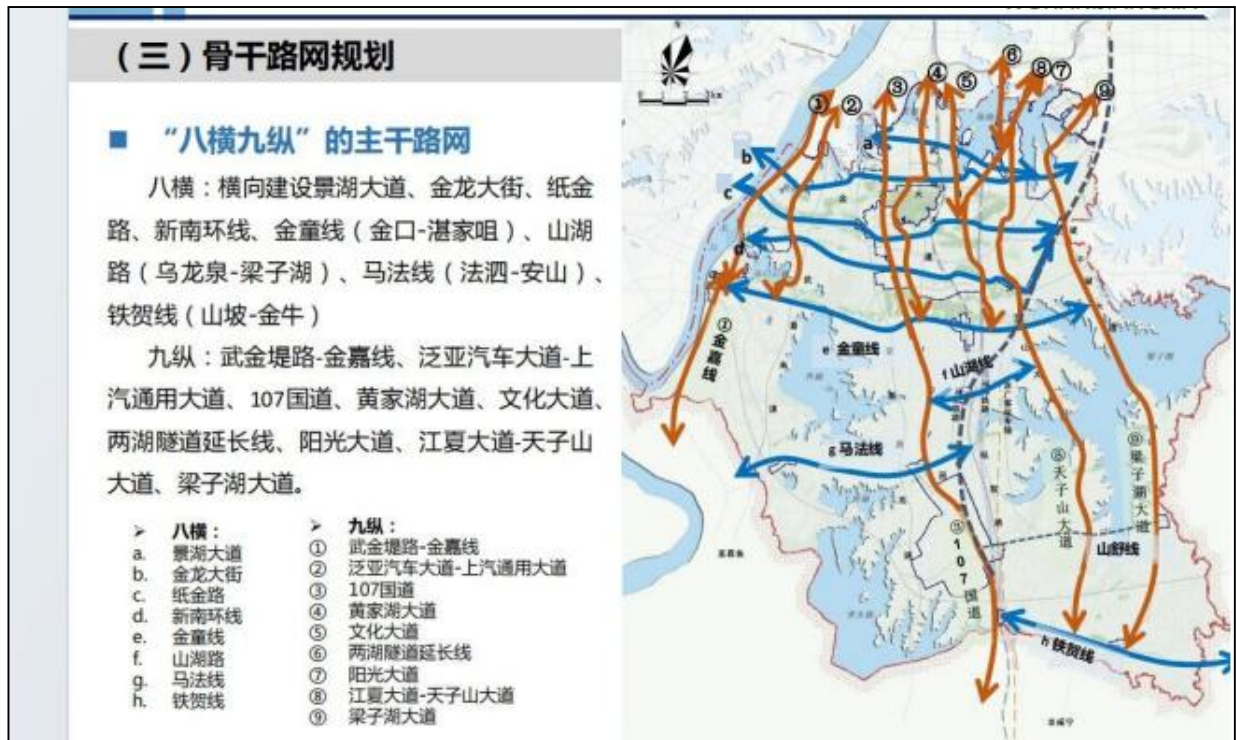 （三）骨干路网规划
■ “八横九纵”的主干路网
八横：横向建设景湖大道、金龙大街、纸金
路、新南环线、金童线（金口-湛家咀）、山湖
路（乌龙泉-梁子湖）、马法线（法泗-安山）、
铁贺线（山坡-金牛）
九纵：武金堤路-金嘉线、泛亚汽车大道-上
汽通用大道、107国道、黄家湖大道、文化大道、
两湖隧道延长线、阳光大道、江夏大道-天子山
大道、梁子湖大道。
➢ 八横：
a. 景湖大道
b. 金龙大街
c. 纸金路
d. 新南环线
e. 金童线
f. 山湖路
g. 马法线
h. 铁贺线
➢ 九纵：
① 武金堤路-金嘉线
② 泛亚汽车大道-上汽通用大道
③ 107国道
④ 黄家湖大道
⑤ 文化大道
⑥ 两湖隧道延长线
⑦ 阳光大道
⑧ 江夏大道-天子山大道
⑨ 梁子湖大道
①
②
③
④
⑤
⑥
⑧⑦
⑨
a
b
c
d
①金嘉线
e 金童线
f 山湖线
g 马法线
⑧天子山大道
⑨梁子湖大道
③107国道
山舒线
h 铁贺线